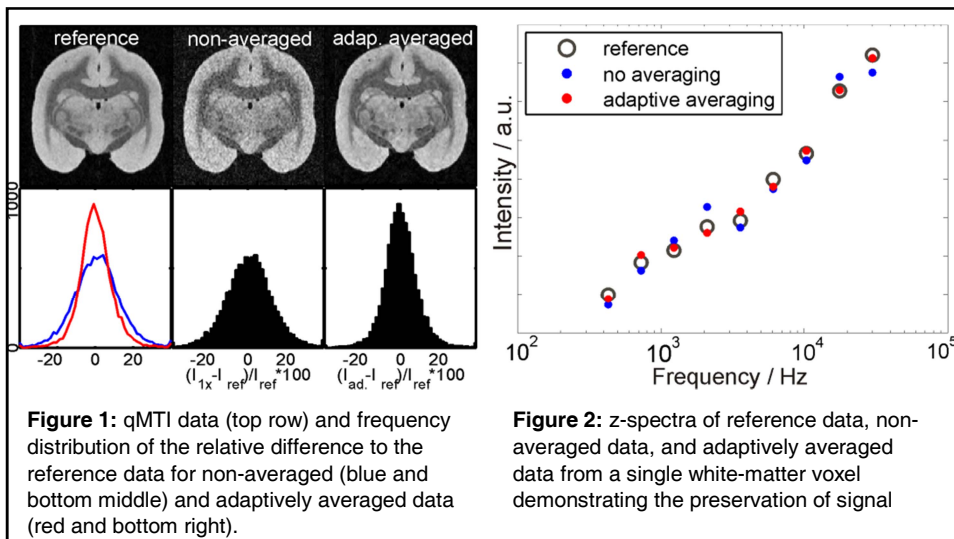 reference non-averaged adap. averaged
1000
0
-20 0 20 -20 0 20 -20 0 20
(I1x-I ref)/Iref*100 (Iad.-Iref)/Iref*100
Figure 1: qMTI data (top row) and frequency
distribution of the relative difference to the
reference data for non-averaged (blue and
bottom middle) and adaptively averaged data
(red and bottom right).
reference
no averaging
adaptive averaging
Intensity / a.u.
10^2 10^3 10^4 10^5
Frequency / Hz
Figure 2: z-spectra of reference data, non-
averaged data, and adaptively averaged
data from a single white-matter voxel
demonstrating the preservation of signal